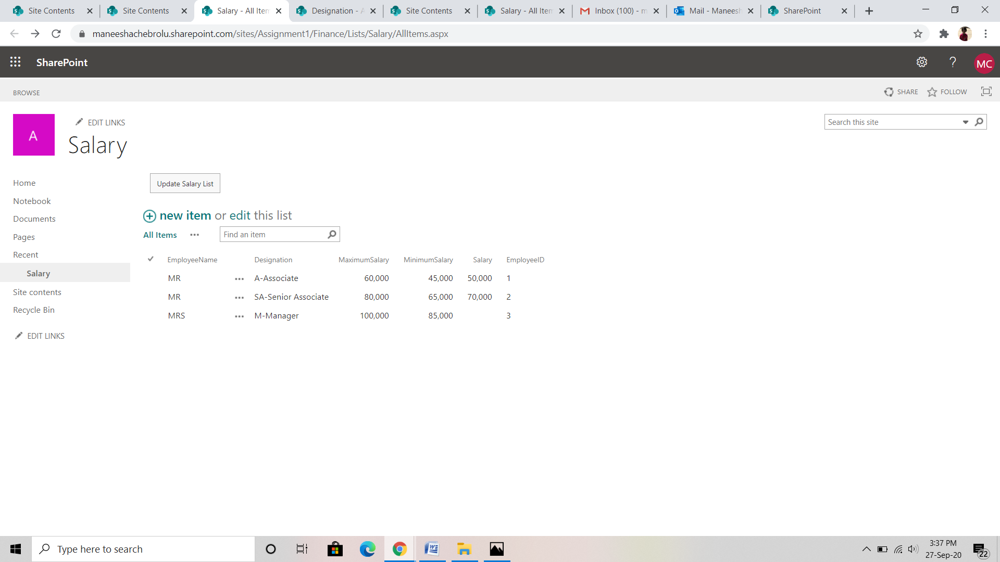 Site Contents Site Contents Salary - All Item Designation - A Site Contents Salary - All Item Inbox (100) - m Mail - Maneesh SharePoint
maneeshachebrolu.sharepoint.com/sites/Assignment1/Finance/Lists/Salary/AllItems.aspx
SharePoint ? MC
BROWSE SHARE FOLLOW
A
EDIT LINKS Search this site
Salary
Home
Notebook
Documents
Pages
Recent
Salary
Site contents
Recycle Bin
EDIT LINKS
Update Salary List
new item or edit this list
All Items ••• Find an item
EmployeeName Designation MaximumSalary MinimumSalary Salary EmployeeID
MR ••• A-Associate 60,000 45,000 50,000 1
MR ••• SA-Senior Associate 80,000 65,000 70,000 2
MRS ••• M-Manager 100,000 85,000 3
Type here to search
3:37 PM
27-Sep-20
22